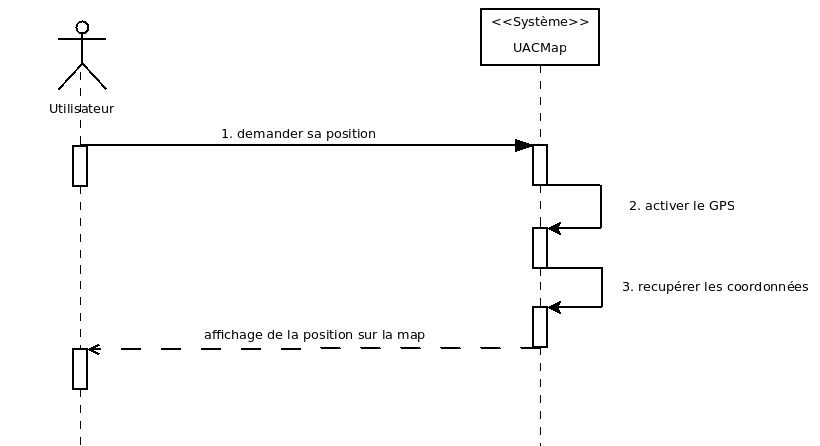 <<Système>>
UACMap
Utilisateur
1. demander sa position
2. activer le GPS
3. recupérer les coordonnées
affichage de la position sur la map